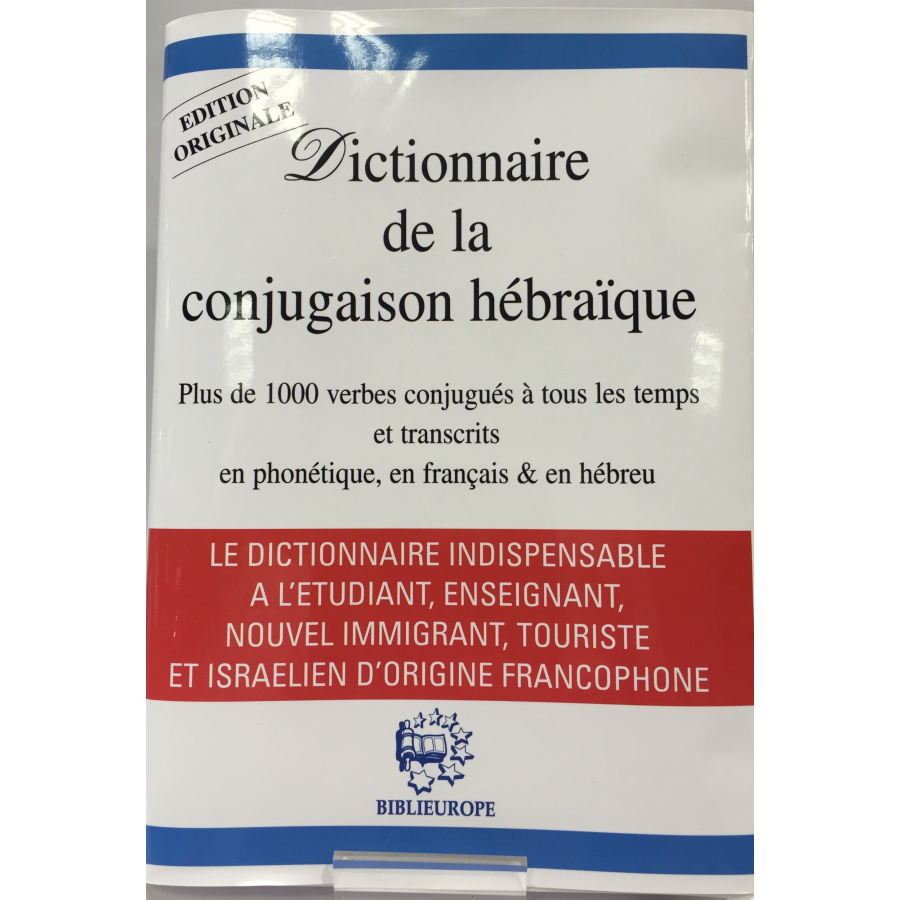 EDITION
ORIGINALE
Dictionnaire
de la
conjugaison hébraïque
Plus de 1000 verbes conjugués à tous les temps
et transcrits
en phonétique, en français & en hébreu
LE DICTIONNAIRE INDISPENSABLE
A L'ETUDIANT, ENSEIGNANT,
NOUVEL IMMIGRANT, TOURISTE
ET ISRAELIEN D'ORIGINE FRANCOPHONE
BIBLIEUROPE